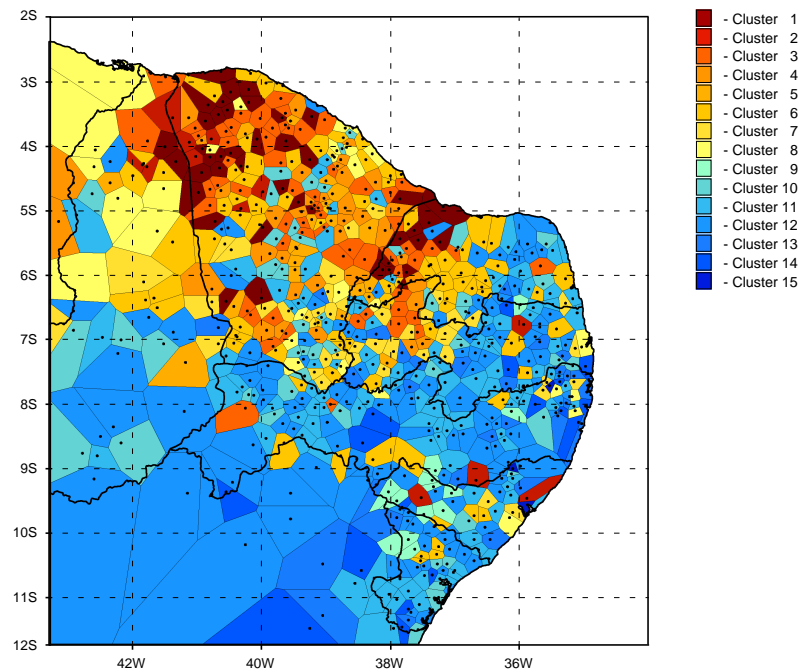 2S
3S
4S
5S
6S
7S
8S
9S
10S
11S
12S
42W 40W 38W 36W
- Cluster 1
- Cluster 2
- Cluster 3
- Cluster 4
- Cluster 5
- Cluster 6
- Cluster 7
- Cluster 8
- Cluster 9
- Cluster 10
- Cluster 11
- Cluster 12
- Cluster 13
- Cluster 14
- Cluster 15